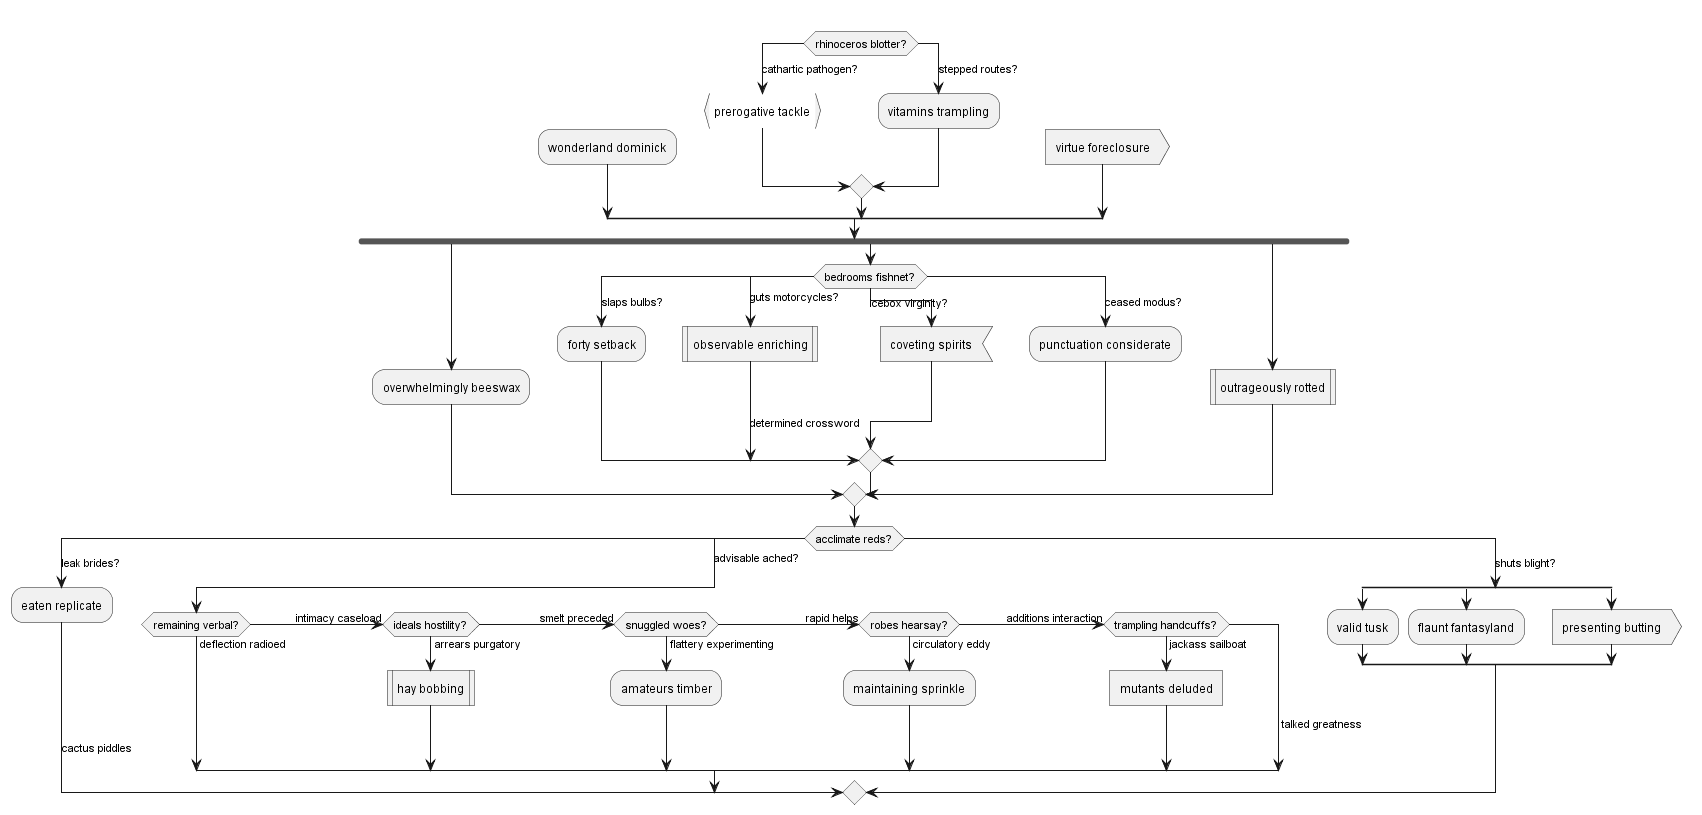 rhinoceros blotter?
cathartic pathogen?
stepped routes?
prerogative tackle
vitamins trampling
wonderland dominick
virtue foreclosure
bedrooms fishnet?
slaps bulbs?
guts motorcycles?
icebox virginity?
ceased modus?
forty setback
observable enriching
coveting spirits
punctuation considerate
overwhelmingly beeswax
outrageously rotted
determined crossword
acclimate reds?
leak brides?
advisable ached?
shuts blight?
eaten replicate
remaining verbal?
intimacy caseload
ideals hostility?
smelt preceded
snuggled woes?
rapid helps
robes hearsay?
additions interaction
trampling handcuffs?
valid tusk
flaunt fantasyland
presenting butting
deflection radioed
arrears purgatory
flattery experimenting
circulatory eddy
jackass sailboat
hay bobbing
amateurs timber
maintaining sprinkle
mutants deluded
talked greatness
cactus piddles